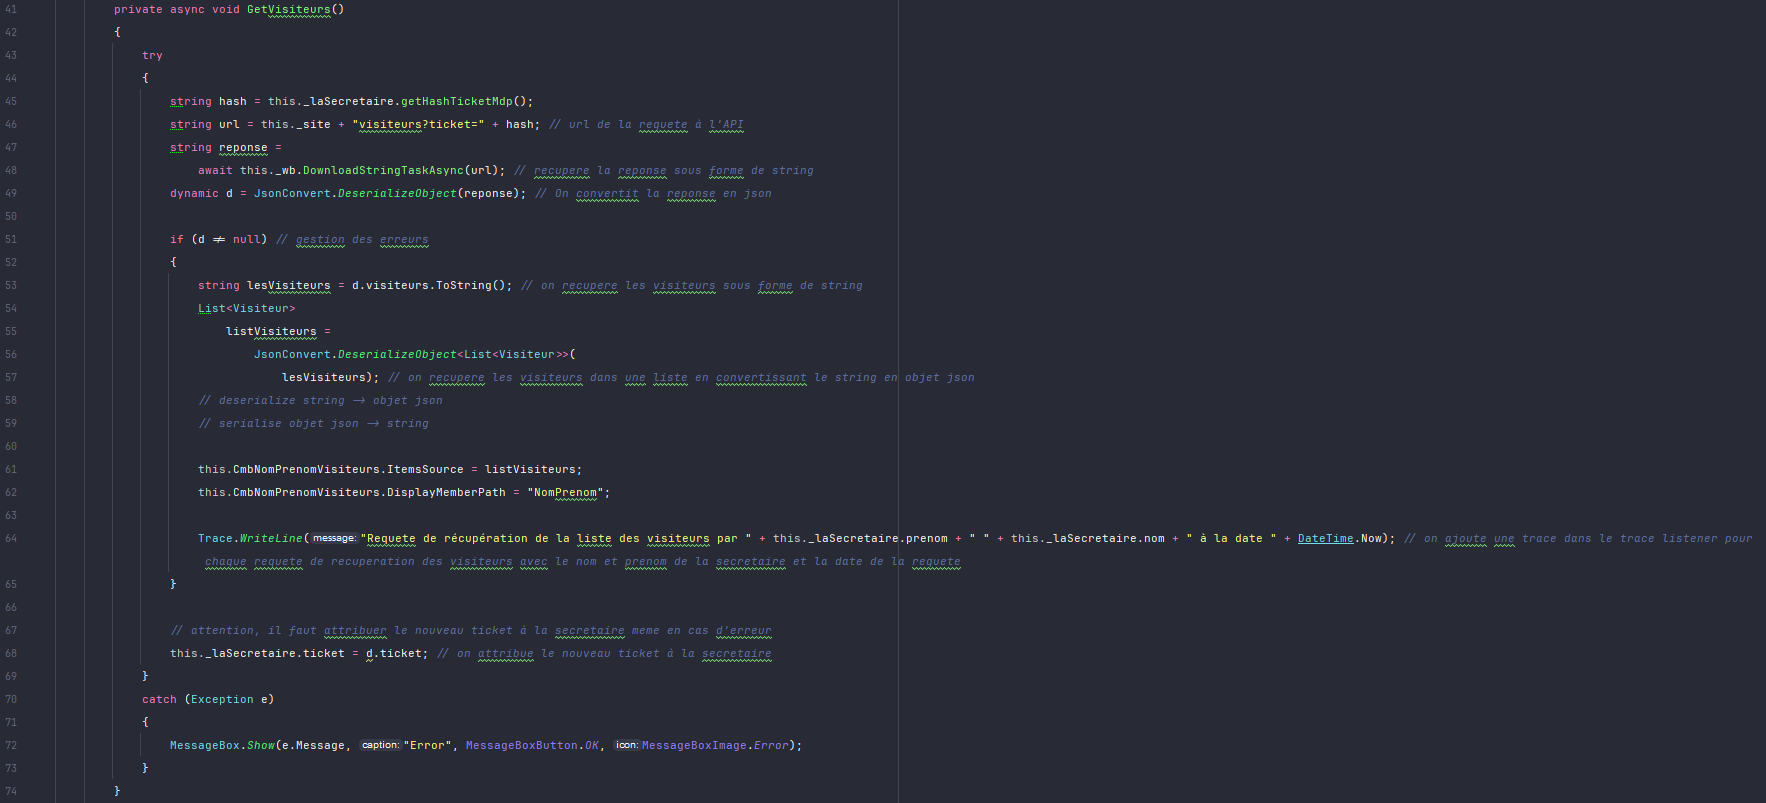 41 private async void GetVisiteurs()
42 {
43 try
44 {
45 string hash = this._laSecretaire.getHashTicketMdp();
46 string url = this._site + "visiteurs?ticket=" + hash; // url de la requete à l'API
47 string reponse =
48 await this._wb.DownloadStringTaskAsync(url); // recupere la reponse sous forme de string
49 dynamic d = JsonConvert.DeserializeObject(reponse); // On convertit la reponse en json
50
51 if (d ≠ null) // gestion des erreurs
52 {
53 string lesVisiteurs = d.visiteurs.ToString(); // on recupere les visiteurs sous forme de string
54 List<Visiteur>
55 listVisiteurs =
56 JsonConvert.DeserializeObject<List<Visiteur>>(
57 lesVisiteurs); // on recupere les visiteurs dans une liste en convertissant le string en objet json
58 // deserialize string → objet json
59 // serialise objet json → string
60
61 this.CmbNomPrenomVisiteurs.ItemsSource = listVisiteurs;
62 this.CmbNomPrenomVisiteurs.DisplayMemberPath = "NomPrenom";
63
64 Trace.WriteLine(message:"Requete de récupération de la liste des visiteurs par " + this._laSecretaire.prenom + " " + this._laSecretaire.nom + " à la date " + DateTime.Now); // on ajoute une trace dans le trace listener pour
chaque requete de recuperation des visiteurs avec le nom et prenom de la secretaire et la date de la requete
65 }
66
67 // attention, il faut attribuer le nouveau ticket à la secretaire meme en cas d'erreur
68 this._laSecretaire.ticket = d.ticket; // on attribue le nouveau ticket à la secretaire
69 }
70 catch (Exception e)
71 {
72 MessageBox.Show(e.Message, caption:"Error", MessageBoxButton.OK, icon:MessageBoxImage.Error);
73 }
74 }